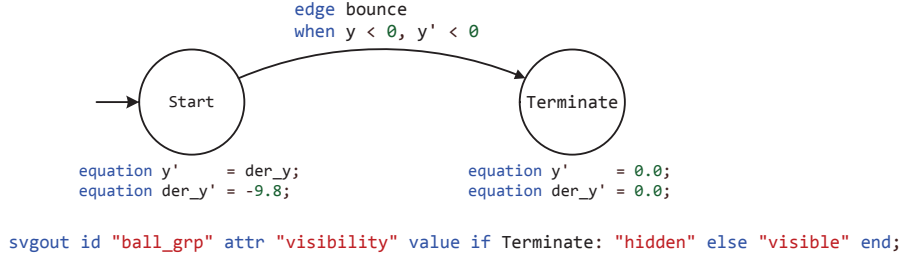 edge bounce
when y < 0, y' < 0
Start
Terminate
equation y' = der_y;
equation der_y' = -9.8;
equation y' = 0.0;
equation der_y' = 0.0;
svgout id "ball_grp" attr "visibility" value if Terminate: "hidden" else "visible" end;